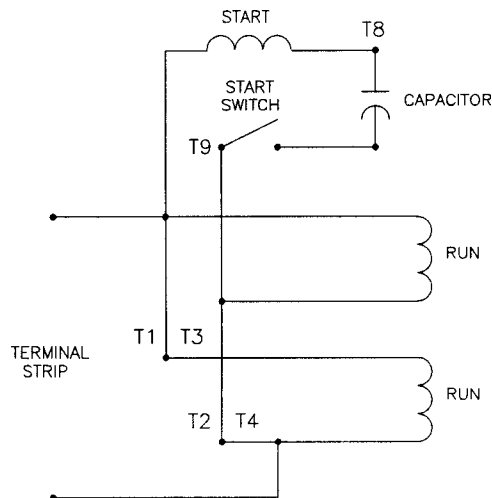 START
T8
START
SWITCH
CAPACITOR
T9
RUN
T1 T3
TERMINAL
STRIP
RUN
T2 T4